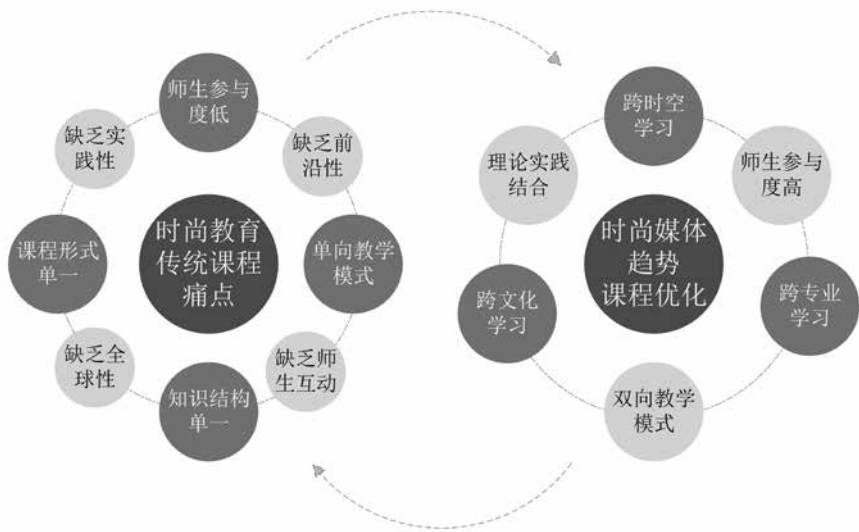 师生参与
度低
缺乏前
沿性
单向教学
模式
缺乏师
生互动
知识结构
单一
缺乏全
球性
课程形式
单一
缺乏实
践性
时尚教育
传统课程
痛点
跨时空
学习
师生参与
度高
跨专业
学习
双向教学
模式
跨文化
学习
理论实践
结合
时尚媒体
趋势
课程优化